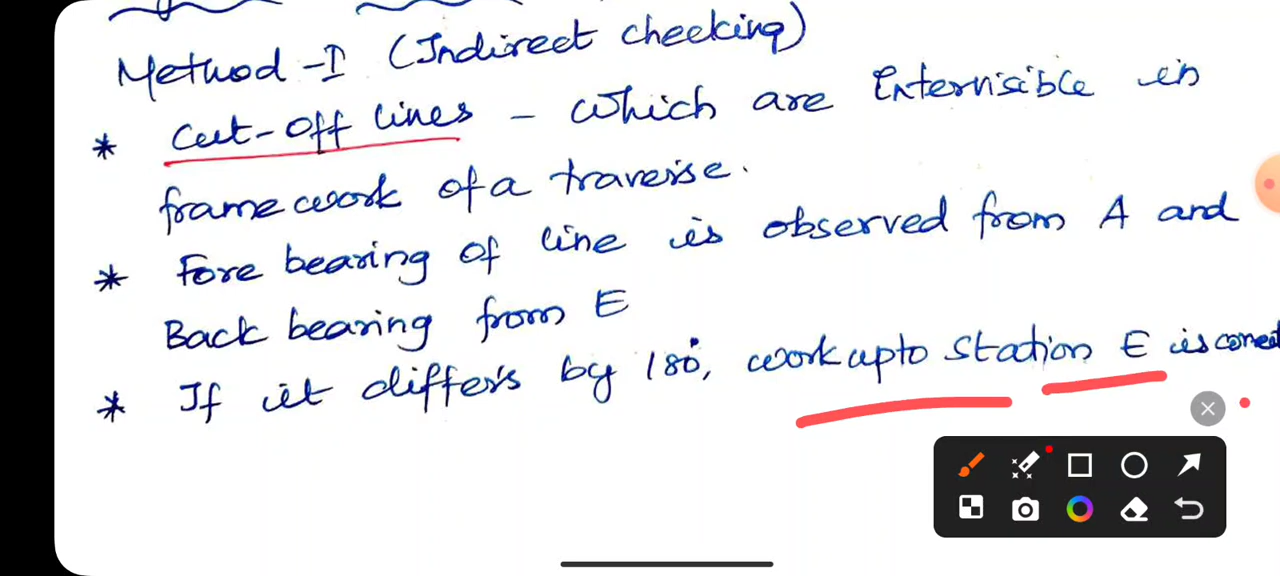 Method-I (Indirect checking)
* Cut-Off lines - which are Intervisible in
framework of a traverse.
* Fore bearing of line is observed from A and
Back bearing from E
* If it differs by 180°, work upto station E is